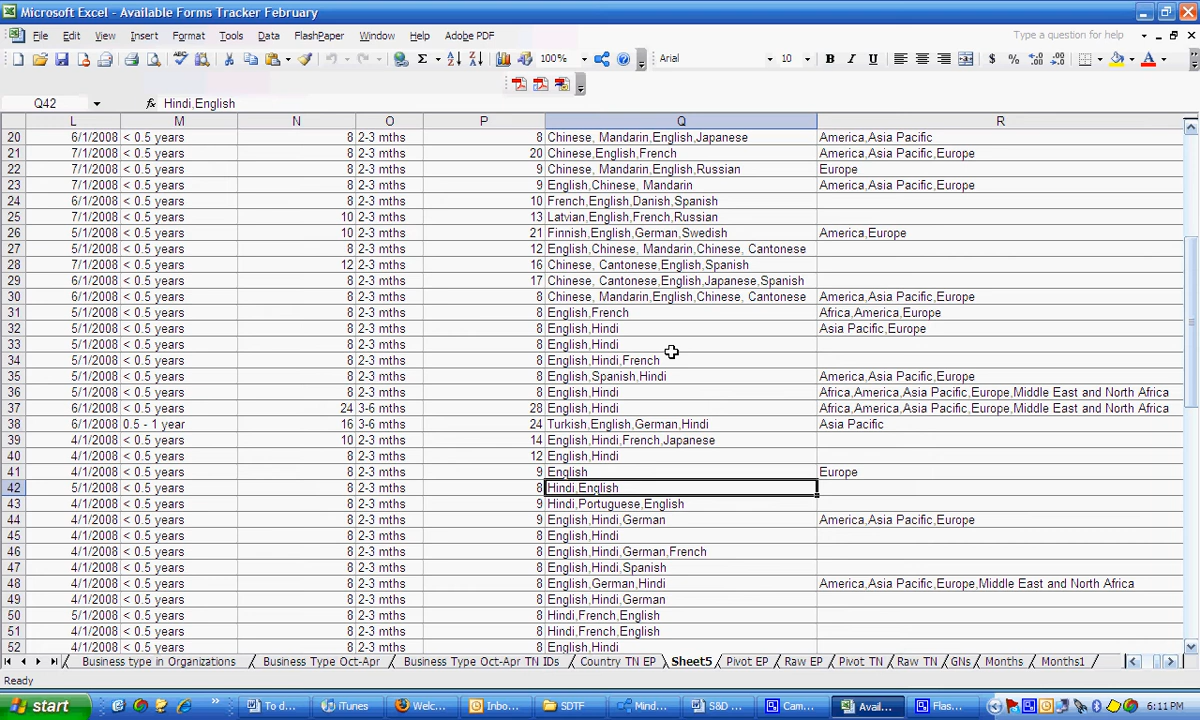 Microsoft Excel - Available Forms Tracker February
File Edit View Insert Format Tools Data FlashPaper Window Help Adobe PDF Type a question for help
100% Arial 10 B I U $ %
Q42 fx Hindi,English
L M N O P Q R
20 6/1/2008 < 0.5 years 8 2-3 mths 8 Chinese, Mandarin,English,Japanese America,Asia Pacific
21 7/1/2008 < 0.5 years 8 2-3 mths 20 Chinese,English,French America,Asia Pacific,Europe
22 7/1/2008 < 0.5 years 8 2-3 mths 9 Chinese, Mandarin,English,Russian Europe
23 7/1/2008 < 0.5 years 8 2-3 mths 9 English,Chinese, Mandarin America,Asia Pacific,Europe
24 6/1/2008 < 0.5 years 8 2-3 mths 10 French,English,Danish,Spanish
25 7/1/2008 < 0.5 years 10 2-3 mths 13 Latvian,English,French,Russian
26 5/1/2008 < 0.5 years 10 2-3 mths 21 Finnish,English,German,Swedish America,Europe
27 5/1/2008 < 0.5 years 8 2-3 mths 12 English,Chinese, Mandarin,Chinese, Cantonese
28 7/1/2008 < 0.5 years 12 2-3 mths 16 Chinese, Cantonese,English,Spanish
29 6/1/2008 < 0.5 years 8 2-3 mths 17 Chinese, Cantonese,English,Japanese,Spanish
30 6/1/2008 < 0.5 years 8 2-3 mths 8 Chinese, Mandarin,English,Chinese, Cantonese America,Asia Pacific,Europe
31 5/1/2008 < 0.5 years 8 2-3 mths 8 English,French Africa,America,Europe
32 5/1/2008 < 0.5 years 8 2-3 mths 8 English,Hindi Asia Pacific,Europe
33 5/1/2008 < 0.5 years 8 2-3 mths 8 English,Hindi
34 5/1/2008 < 0.5 years 8 2-3 mths 8 English,Hindi,French
35 5/1/2008 < 0.5 years 8 2-3 mths 8 English,Spanish,Hindi America,Asia Pacific,Europe
36 5/1/2008 < 0.5 years 8 2-3 mths 8 English,Hindi Africa,America,Asia Pacific,Europe,Middle East and North Africa
37 6/1/2008 < 0.5 years 24 3-6 mths 28 English,Hindi Africa,America,Asia Pacific,Europe,Middle East and North Africa
38 6/1/2008 0.5 - 1 year 16 3-6 mths 24 Turkish,English,German,Hindi Asia Pacific
39 4/1/2008 < 0.5 years 10 2-3 mths 14 English,Hindi,French,Japanese
40 4/1/2008 < 0.5 years 8 2-3 mths 12 English,Hindi
41 4/1/2008 < 0.5 years 8 2-3 mths 9 English Europe
42 5/1/2008 < 0.5 years 8 2-3 mths 8 Hindi,English
43 4/1/2008 < 0.5 years 8 2-3 mths 9 Hindi,Portuguese,English
44 4/1/2008 < 0.5 years 8 2-3 mths 9 English,Hindi,German America,Asia Pacific,Europe
45 4/1/2008 < 0.5 years 8 2-3 mths 8 English,Hindi
46 4/1/2008 < 0.5 years 8 2-3 mths 8 English,Hindi,German,French
47 4/1/2008 < 0.5 years 8 2-3 mths 8 English,Hindi,Spanish
48 4/1/2008 < 0.5 years 8 2-3 mths 8 English,German,Hindi America,Asia Pacific,Europe,Middle East and North Africa
49 4/1/2008 < 0.5 years 8 2-3 mths 8 English,Hindi,German
50 5/1/2008 < 0.5 years 8 2-3 mths 8 Hindi,French,English
51 4/1/2008 < 0.5 years 8 2-3 mths 8 Hindi,French,English
52 4/1/2008 < 0.5 years 8 2-3 mths 8 English,Hindi
Business type in Organizations Business Type Oct-Apr Business Type Oct-Apr TN IDs Country TN EP Sheet5 Pivot EP Raw EP Pivot TN Raw TN GNs Months Months1
Ready
start To d... iTunes Welc... Inbo... SDTF Mind... S&D ... Cam... Avail... Flas... 6:11 PM